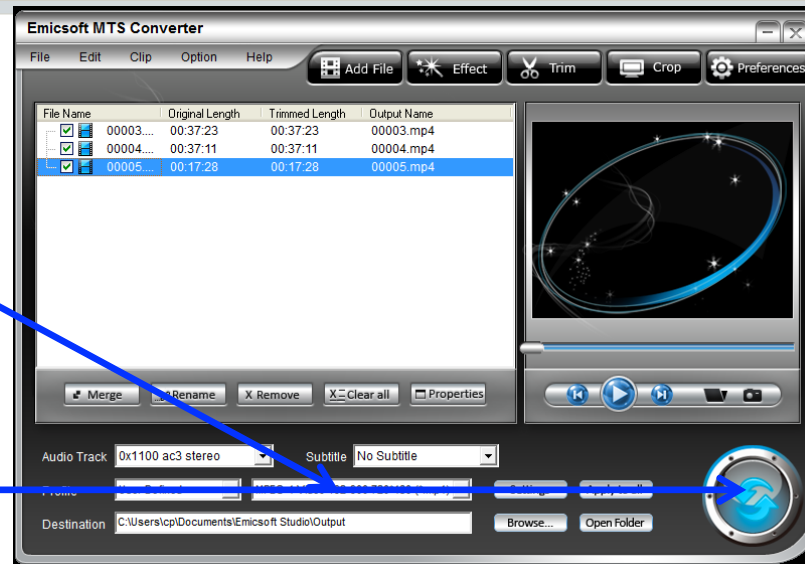 Emicsoft MTS Converter
File Edit Clip Option Help Add File Effect Trim Crop Preferences
File Name Original Length Trimmed Length Output Name
00003.... 00:37:23 00:37:23 00003.mp4
00004.... 00:37:11 00:37:11 00004.mp4
00005.... 00:17:28 00:17:28 00005.mp4
Merge Rename X Remove Clear all Properties
Audio Track 0x1100 ac3 stereo Subtitle No Subtitle
Profile
Destination C:\Users\cp\Documents\Emicsoft Studio\Output Browse... Open Folder